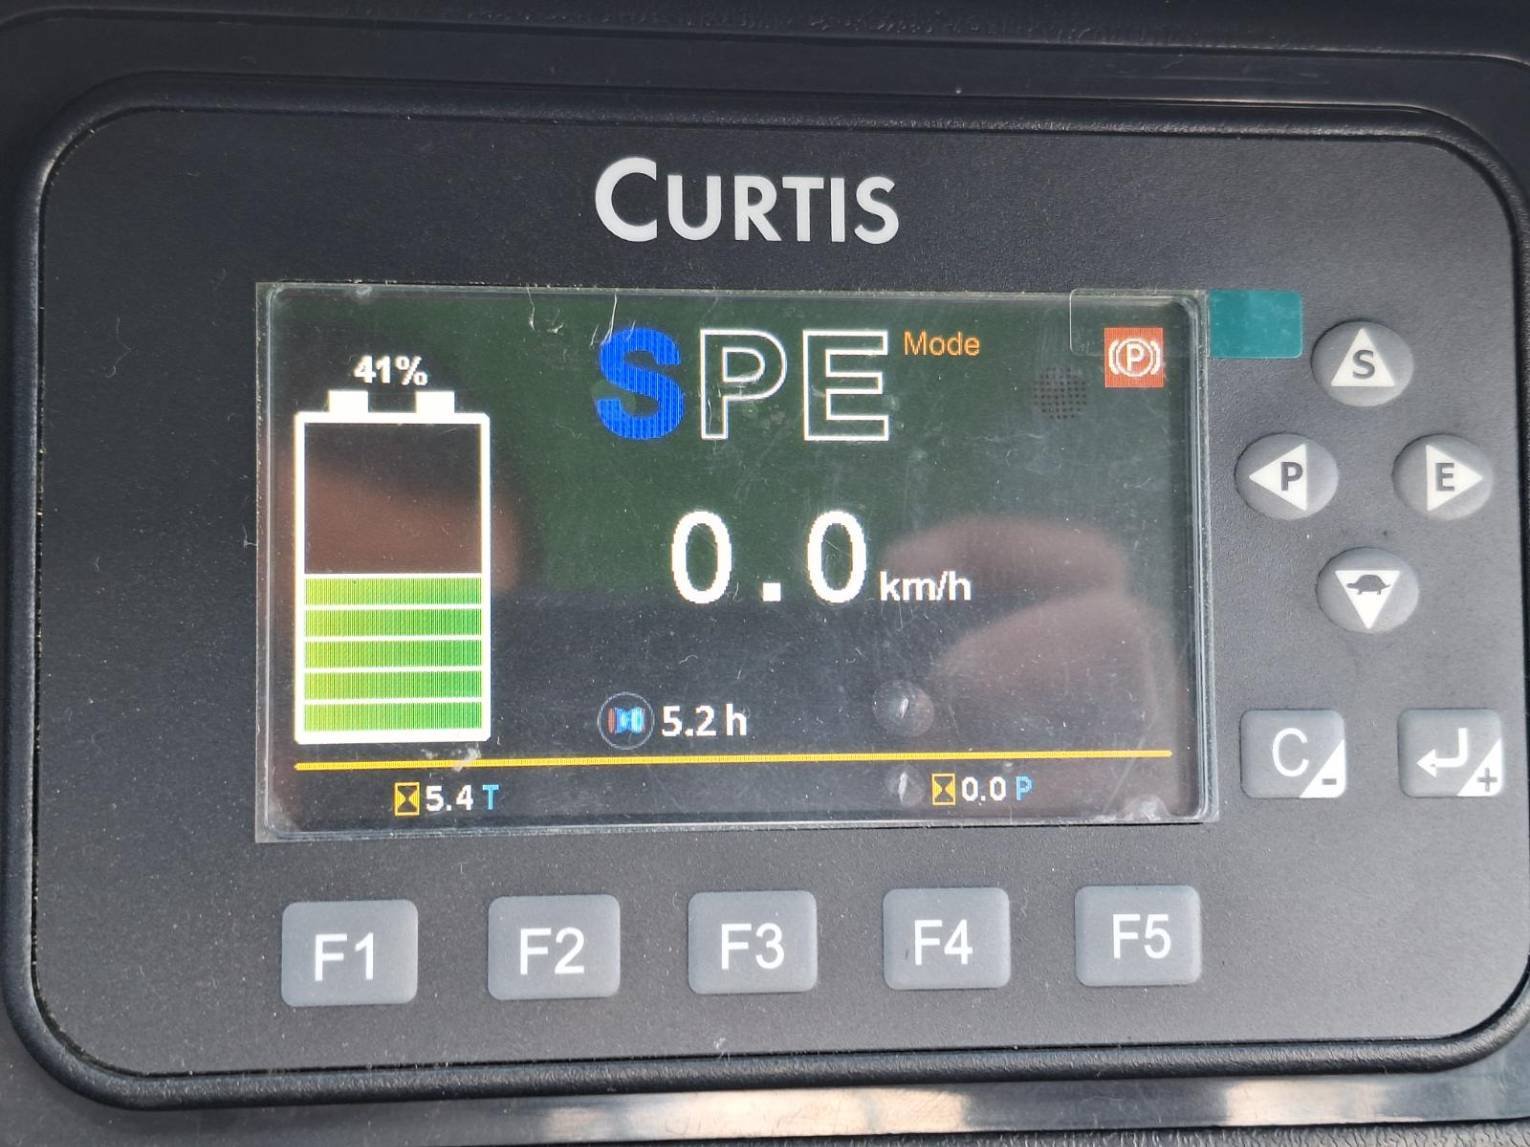 CURTIS
41%
SPE Mode
(P)
0.0 km/h
5.2 h
5.4 T
0.0 P
S
P
E
C -
+
F1
F2
F3
F4
F5